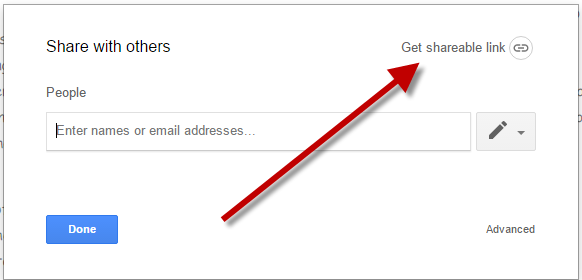 Share with others
Get shareable link
People
Enter names or email addresses...
Done
Advanced